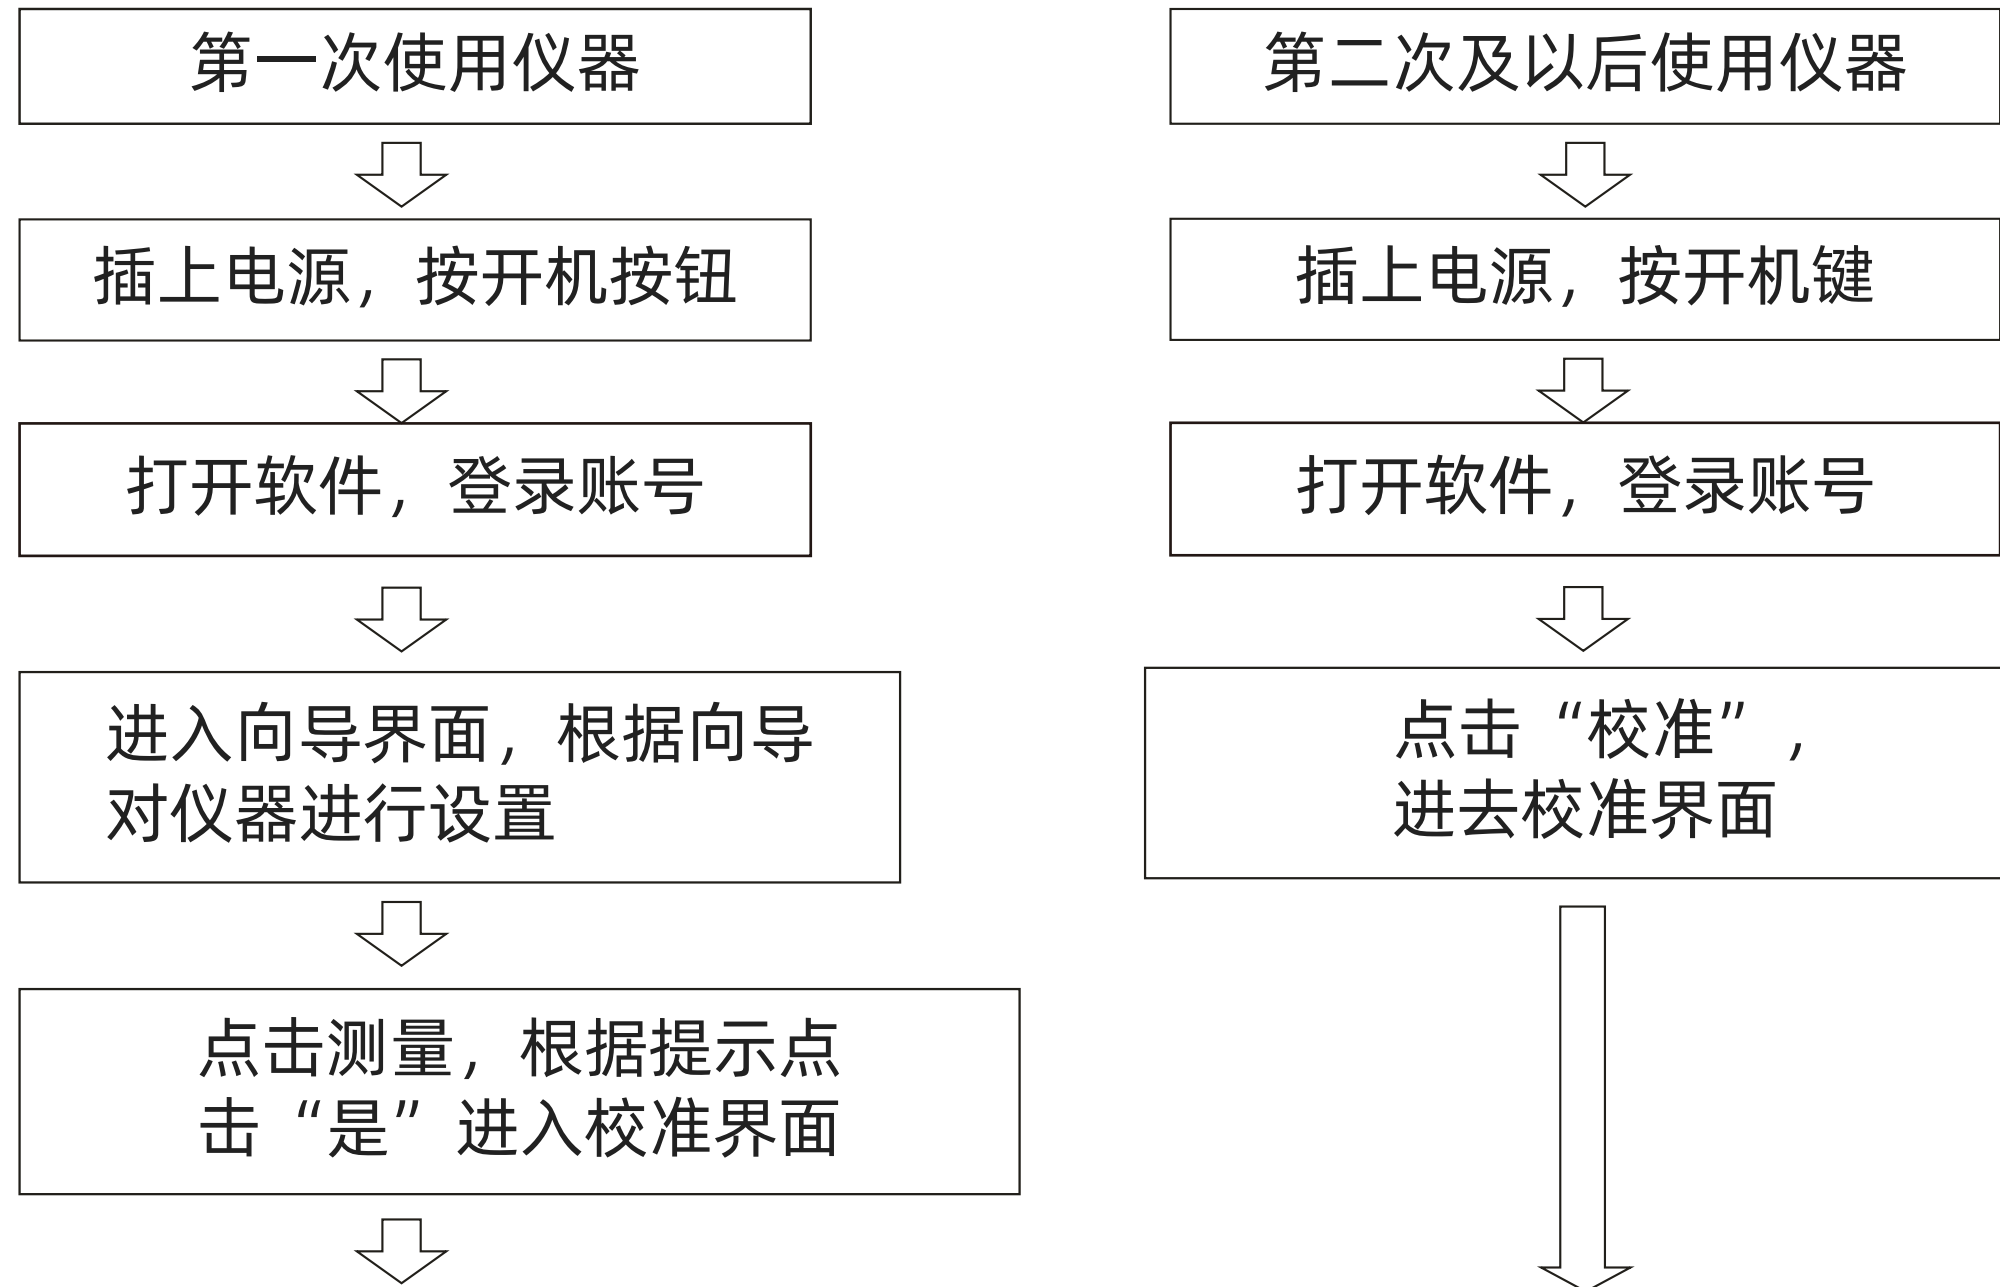 第一次使用仪器
插上电源，按开机按钮
打开软件，登录账号
进入向导界面，根据向导
对仪器进行设置
点击测量，根据提示点
击“是”进入校准界面
第二次及以后使用仪器
插上电源，按开机键
打开软件，登录账号
点击“校准”，
进去校准界面